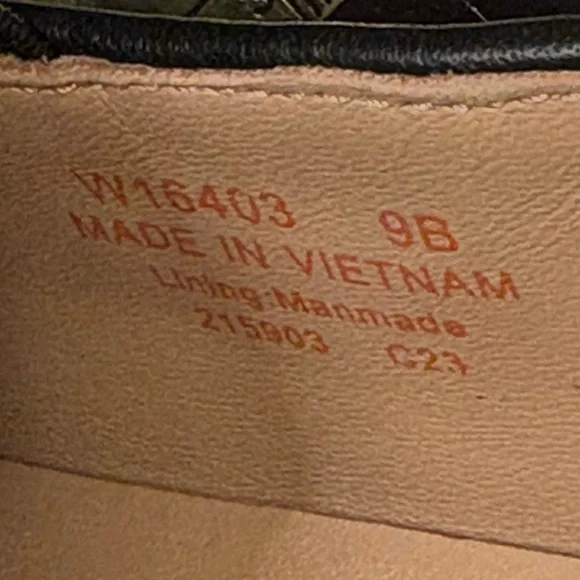 W16403 9B
MADE IN VIETNAM
Lining:Manmade
215903 C23